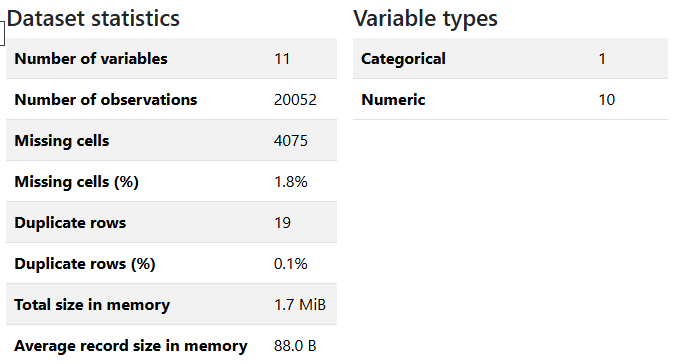 Dataset statistics
Number of variables 11
Number of observations 20052
Missing cells 4075
Missing cells (%) 1.8%
Duplicate rows 19
Duplicate rows (%) 0.1%
Total size in memory 1.7 MiB
Average record size in memory 88.0 B
Variable types
Categorical 1
Numeric 10